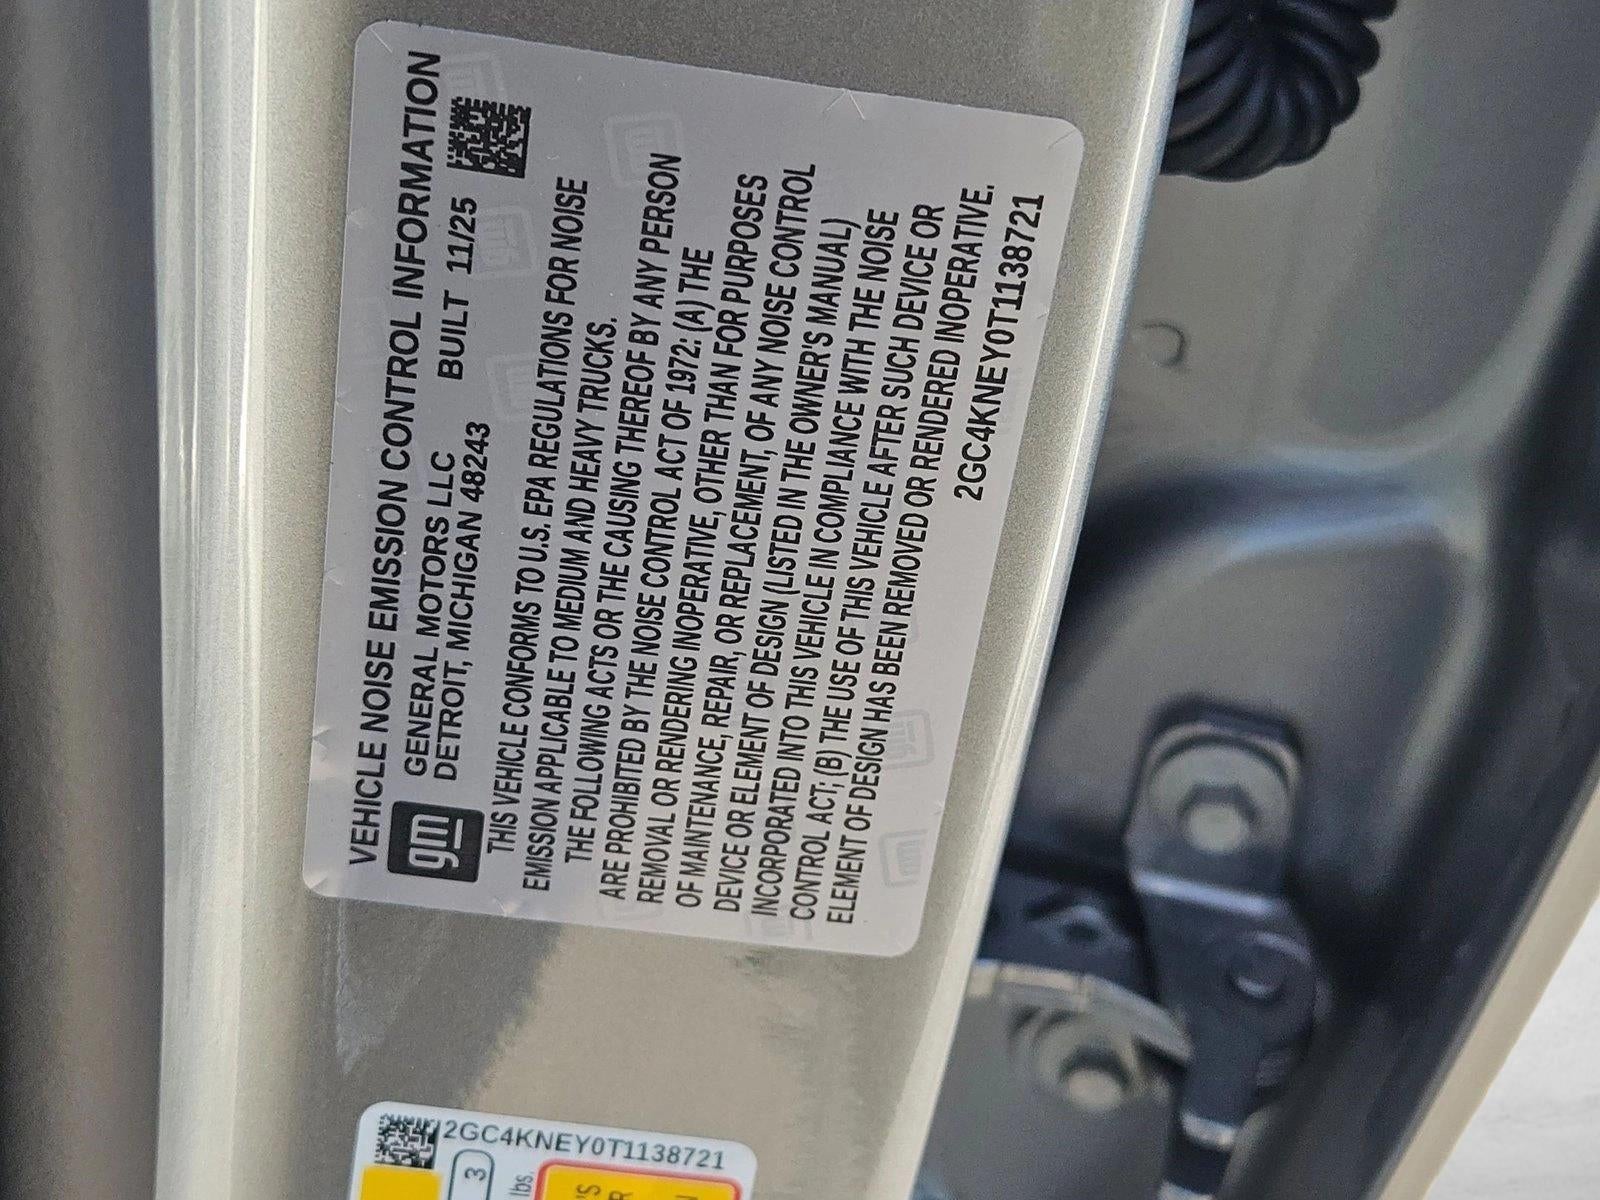 VEHICLE NOISE EMISSION CONTROL INFORMATION
gm
GENERAL MOTORS LLC
DETROIT, MICHIGAN 48243
BUILT 11/25
THIS VEHICLE CONFORMS TO U.S. EPA REGULATIONS FOR NOISE
EMISSION APPLICABLE TO MEDIUM AND HEAVY TRUCKS.
THE FOLLOWING ACTS OR THE CAUSING THEREOF BY ANY PERSON
ARE PROHIBITED BY THE NOISE CONTROL ACT OF 1972: (A) THE
REMOVAL OR RENDERING INOPERATIVE, OTHER THAN FOR PURPOSES
OF MAINTENANCE, REPAIR, OR REPLACEMENT, OF ANY NOISE CONTROL
DEVICE OR ELEMENT OF DESIGN (LISTED IN THE OWNER'S MANUAL)
INCORPORATED INTO THIS VEHICLE IN COMPLIANCE WITH THE NOISE
CONTROL ACT; (B) THE USE OF THIS VEHICLE AFTER SUCH DEVICE OR
ELEMENT OF DESIGN HAS BEEN REMOVED OR RENDERED INOPERATIVE.
2GC4KNEY0T1138721
2GC4KNEY0T1138721
3
lbs.